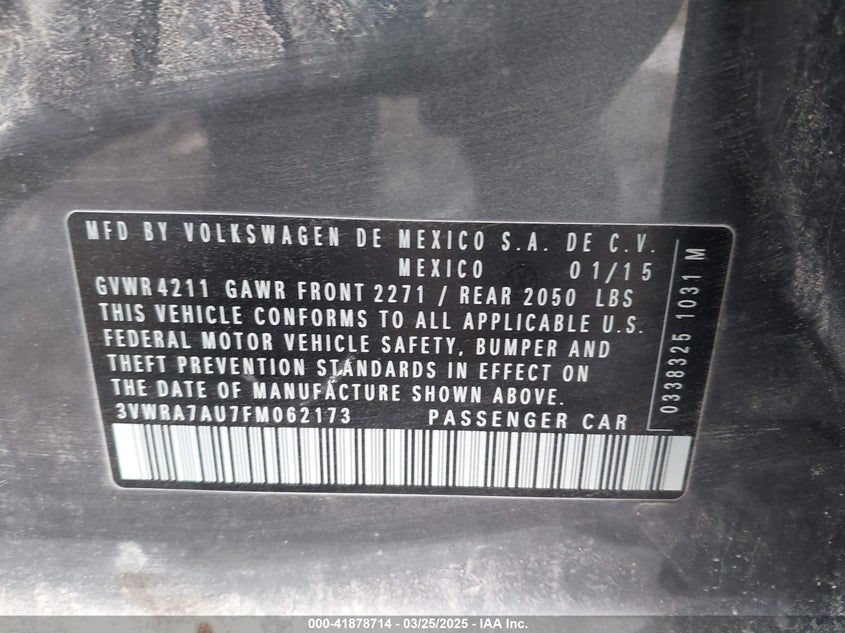 MFD BY VOLKSWAGEN DE MEXICO S.A. DE C.V.
MEXICO 01/15
GVWR 4211 GAWR FRONT 2271 / REAR 2050 LBS
THIS VEHICLE CONFORMS TO ALL APPLICABLE U.S.
FEDERAL MOTOR VEHICLE SAFETY, BUMPER AND
THEFT PREVENTION STANDARDS IN EFFECT ON
THE DATE OF MANUFACTURE SHOWN ABOVE.
3VWRA7AU7FM062173 PASSENGER CAR
0338325 1031 M
000-41878714 / 03/25/2025 - IAA Inc.